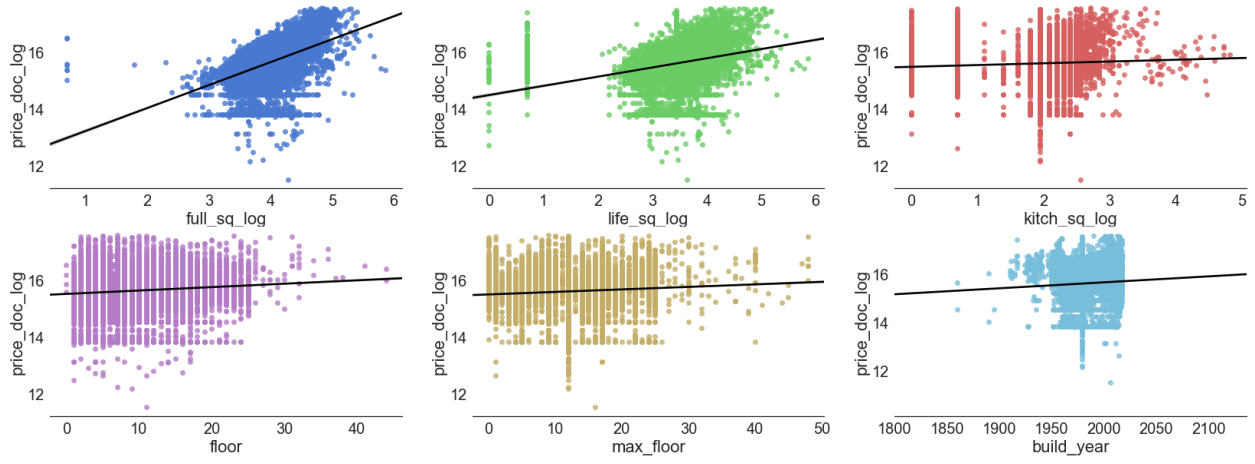 price_doc_log
16
14
12
1 2 3 4 5 6
full_sq_log
price_doc_log
16
14
12
0 1 2 3 4 5 6
life_sq_log
price_doc_log
16
14
12
0 1 2 3 4 5
kitch_sq_log
price_doc_log
16
14
12
0 10 20 30 40
floor
price_doc_log
16
14
12
0 10 20 30 40 50
max_floor
price_doc_log
16
14
12
1800 1850 1900 1950 2000 2050 2100
build_year